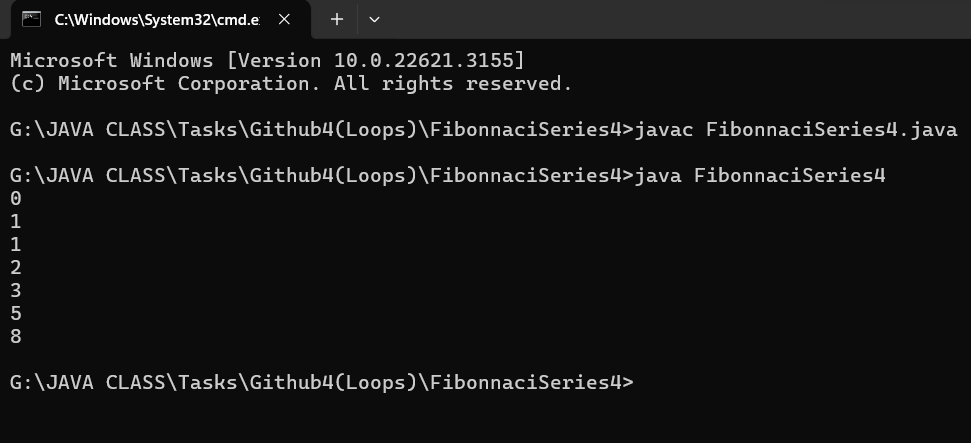 C:\Windows\System32\cmd.e
Microsoft Windows [Version 10.0.22621.3155]
(c) Microsoft Corporation. All rights reserved.
G:\JAVA CLASS\Tasks\Github4(Loops)\FibonnaciSeries4>javac FibonnaciSeries4.java
G:\JAVA CLASS\Tasks\Github4(Loops)\FibonnaciSeries4>java FibonnaciSeries4
0
1
1
2
3
5
8
G:\JAVA CLASS\Tasks\Github4(Loops)\FibonnaciSeries4>